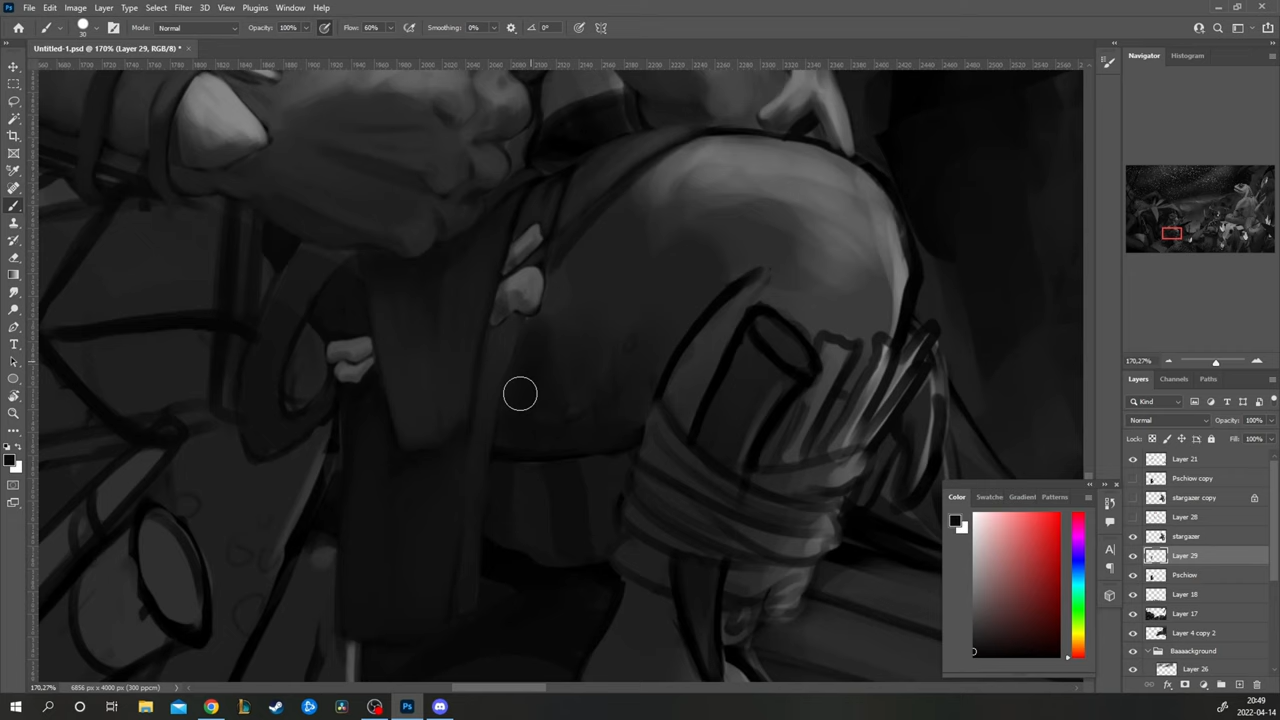 File Edit Image Layer Type Select Filter 3D View Plugins Window Help
30 Mode: Normal Opacity: 100% Flow: 60% Smoothing: 0% 0°
Untitled-1.psd @ 170% (Layer 29, RGB/8) *
Navigator Histogram
170,27%
Layers Channels Paths
Kind
Normal Opacity: 100%
Lock: Fill: 100%
Layer 21
Pschiow copy
stargazer copy
Layer 28
stargazer
Layer 29
Pschiow
Layer 18
Layer 17
Layer 4 copy 2
Baaaackground
Layer 26
Color Swatche Gradient Patterns
170,27% 6856 px x 4000 px (300 ppcm)
20:49
2022-04-14